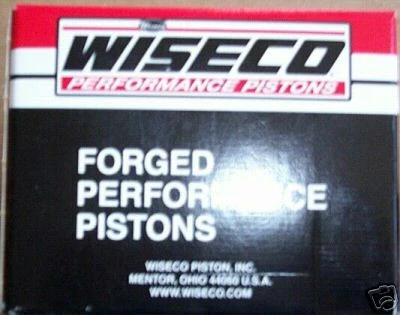 WISECO
PERFORMANCE PISTONS
FORGED
PERFORMANCE
PISTONS
WISECO PISTON, INC.
MENTOR, OHIO 44060 U.S.A.
WWW.WISECO.COM